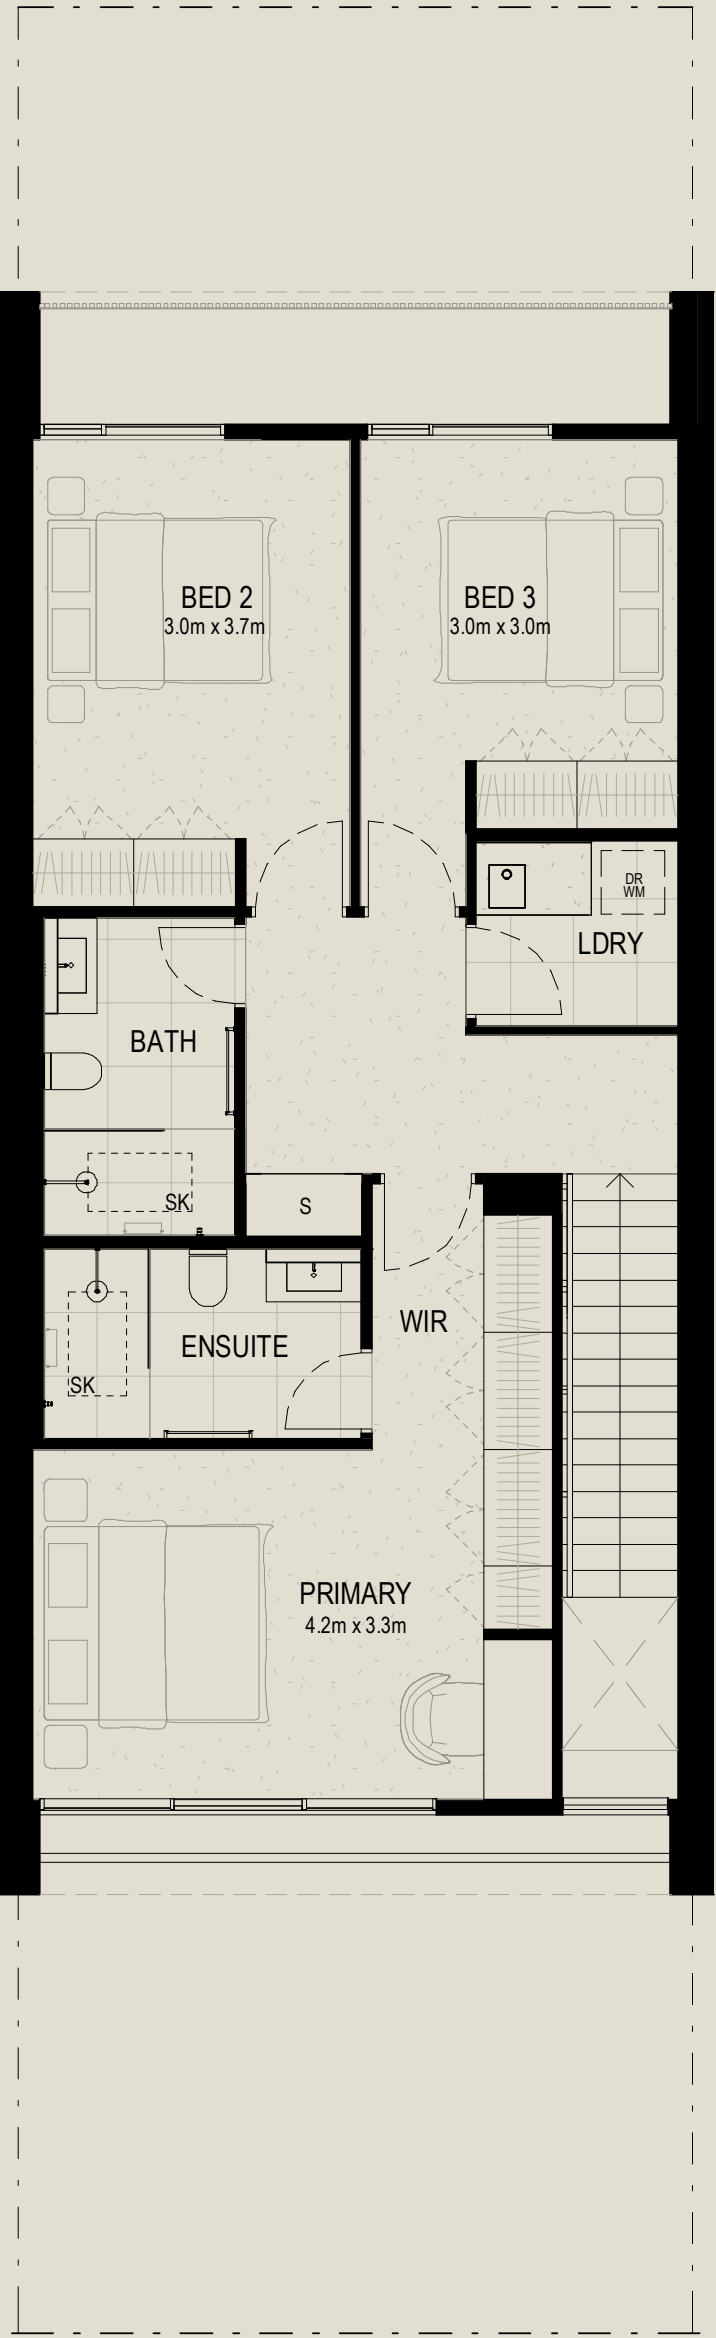 BED 2
3.0m x 3.7m
BED 3
3.0m x 3.0m
DR
WM
LDRY
BATH
SK
S
WIR
ENSUITE
SK
PRIMARY
4.2m x 3.3m